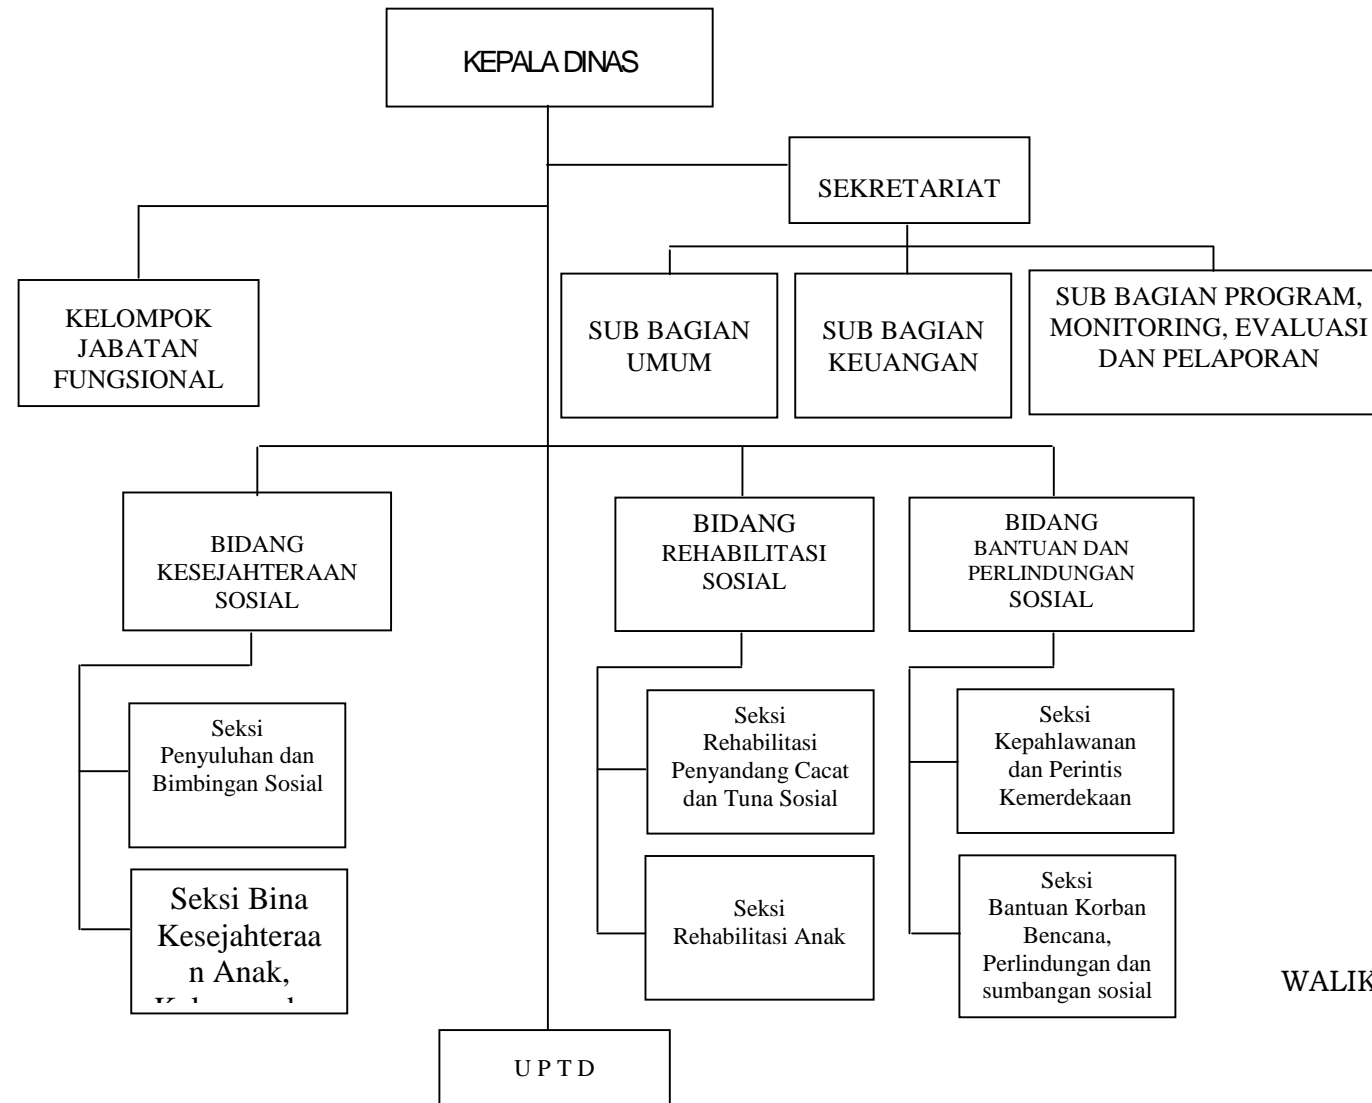 KEPALA DINAS
SEKRETARIAT
KELOMPOK
JABATAN
FUNGSIONAL
SUB BAGIAN
UMUM
SUB BAGIAN
KEUANGAN
SUB BAGIAN PROGRAM,
MONITORING, EVALUASI
DAN PELAPORAN
BIDANG
KESEJAHTERAAN
SOSIAL
BIDANG
REHABILITASI
SOSIAL
BIDANG
BANTUAN DAN
PERLINDUNGAN
SOSIAL
Seksi
Penyuluhan dan
Bimbingan Sosial
Seksi
Rehabilitasi
Penyandang Cacat
dan Tuna Sosial
Seksi
Kepahlawanan
dan Perintis
Kemerdekaan
Seksi Bina
Kesejahteraa
n Anak,
Seksi
Rehabilitasi Anak
Seksi
Bantuan Korban
Bencana,
Perlindungan dan
sumbangan sosial
WALIK
U P T D